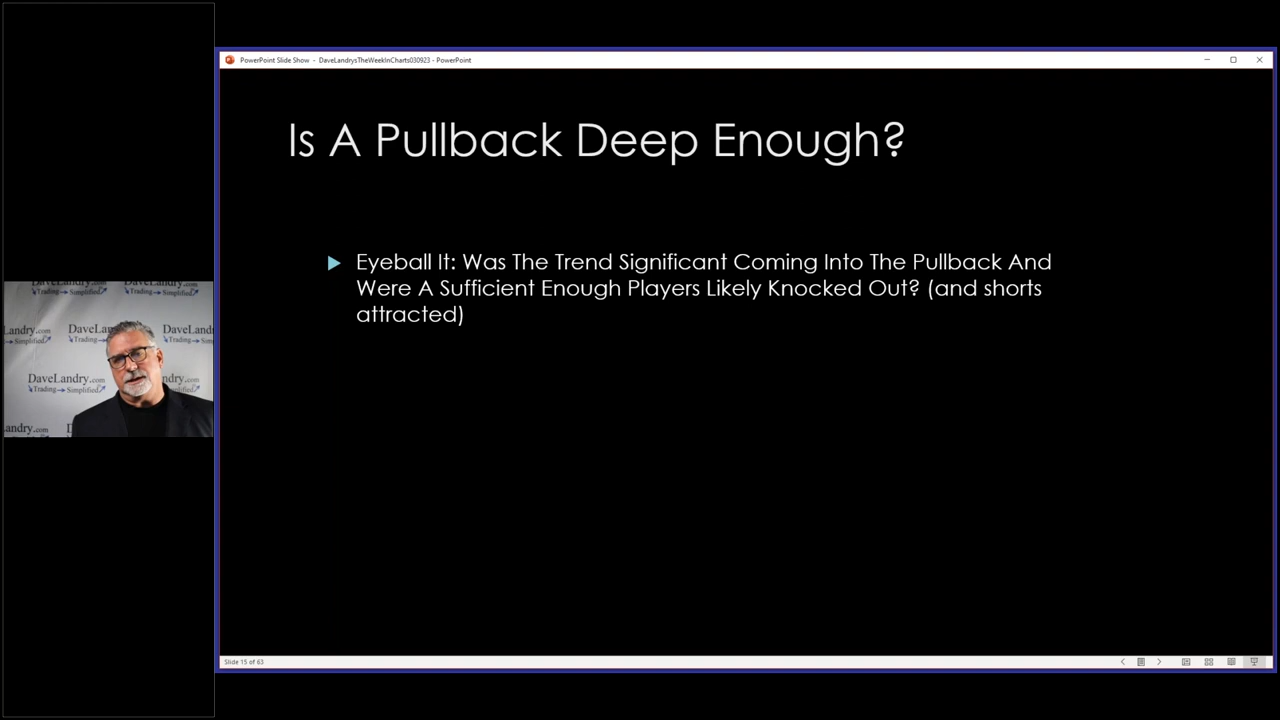 PowerPoint Slide Show - DaveLandrysTheWeekInCharts030923 - PowerPoint
Is A Pullback Deep Enough?
Eyeball It: Was The Trend Significant Coming Into The Pullback And
Were A Sufficient Enough Players Likely Knocked Out? (and shorts
attracted)
DaveLandry.com
Trading Simplified
Slide 15 of 63